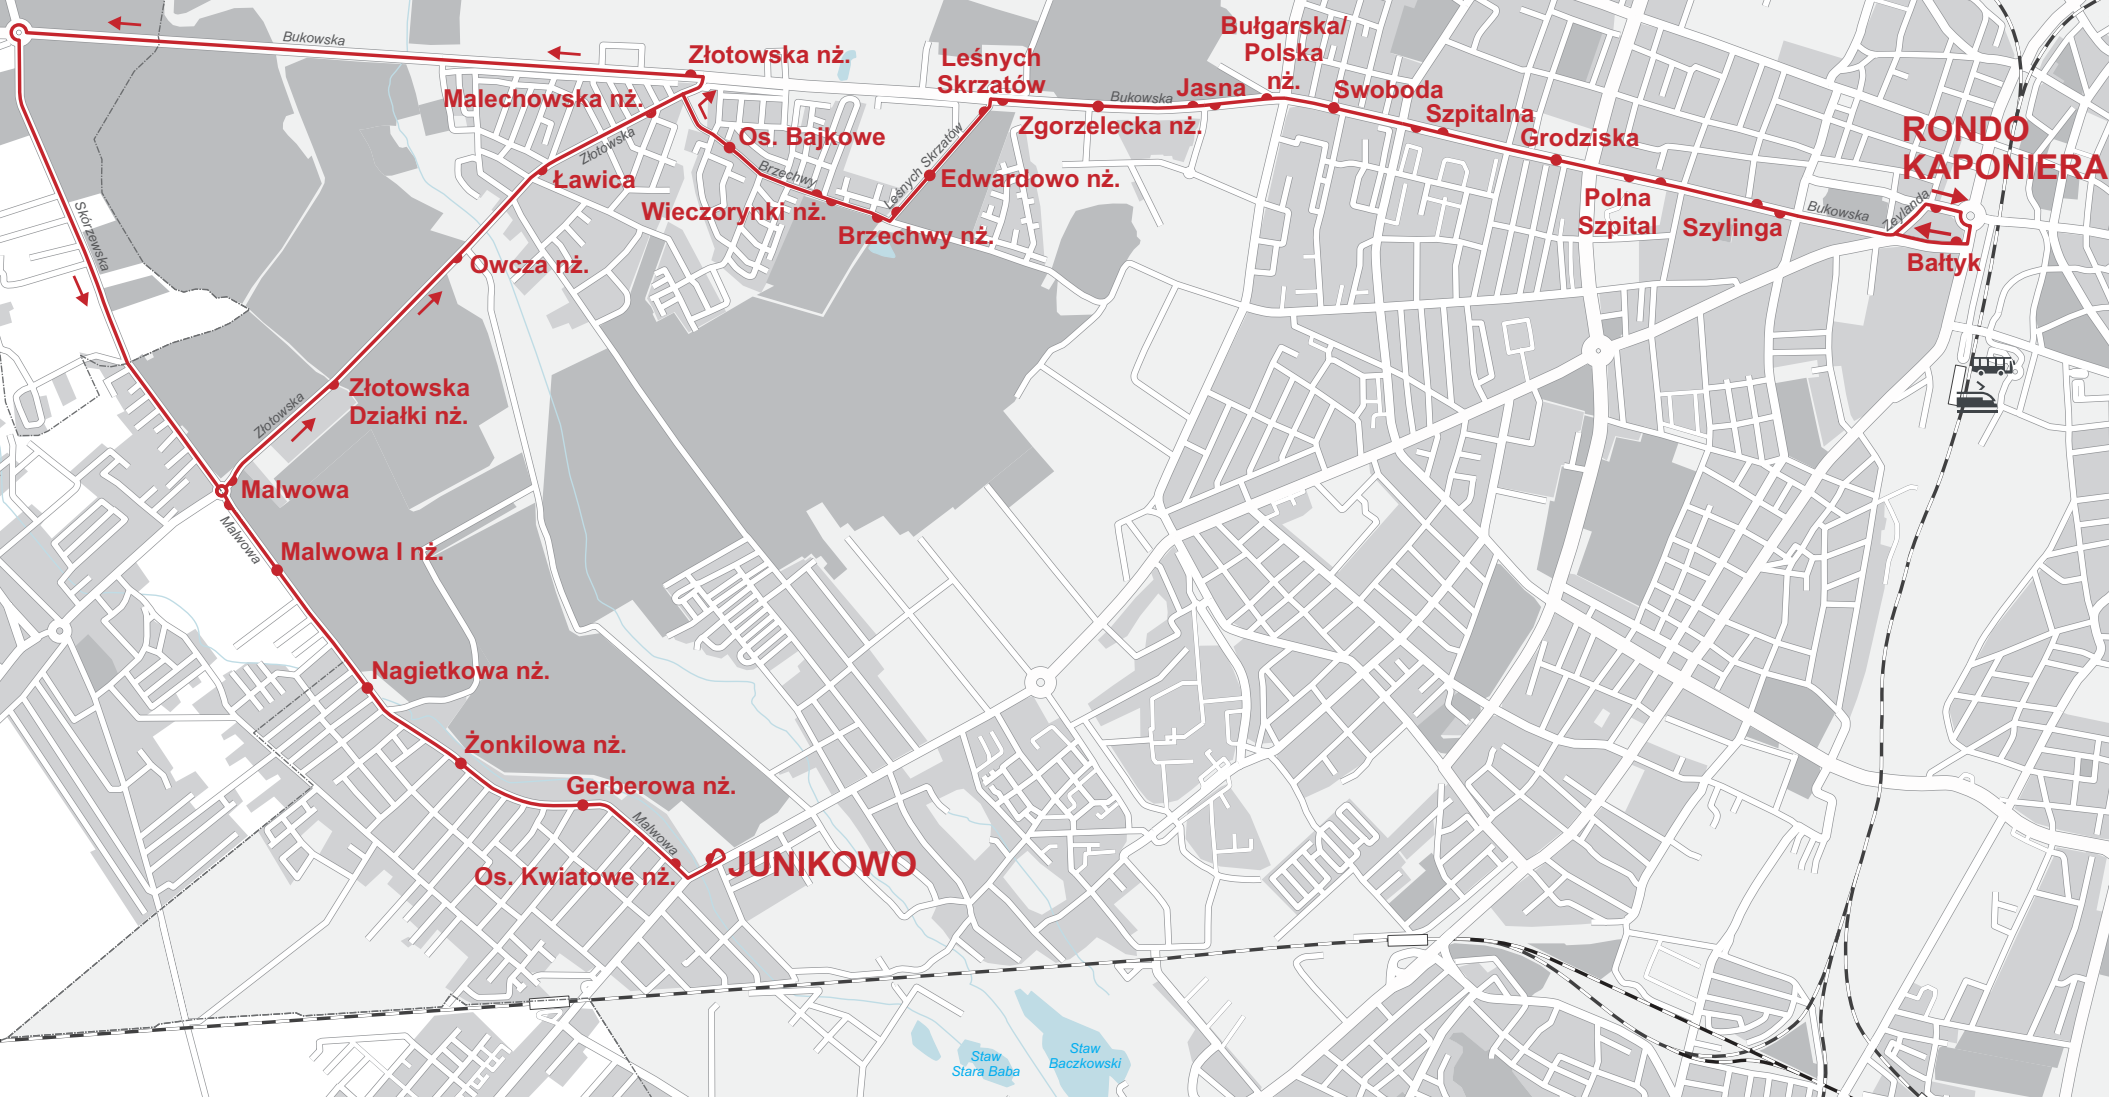 Bukowska
Złotowska nż.
Malechowska nż.
Złotowska
Ławica
Os. Bajkowe
Brzechwy
Wieczorynki nż.
Brzechwy nż.
Leśnych Skrzatów
Leśnych
Skrzatów
Edwardowo nż.
Zgorzelecka nż.
Bukowska
Jasna
Bułgarska/
Polska
nż.
Swoboda
Szpitalna
Grodziska
Polna
Szpital
Szylinga
Bukowska
Zeylanda
RONDO
KAPONIERA
Bałtyk
Skórzewska
Owcza nż.
Złotowska
Działki nż.
Złotowska
Malwowa
Malwowa
Malwowa I nż.
Nagietkowa nż.
Żonkilowa nż.
Gerberowa nż.
Malwowa
Os. Kwiatowe nż.
JUNIKOWO
Staw
Stara Baba
Staw
Baczkowski